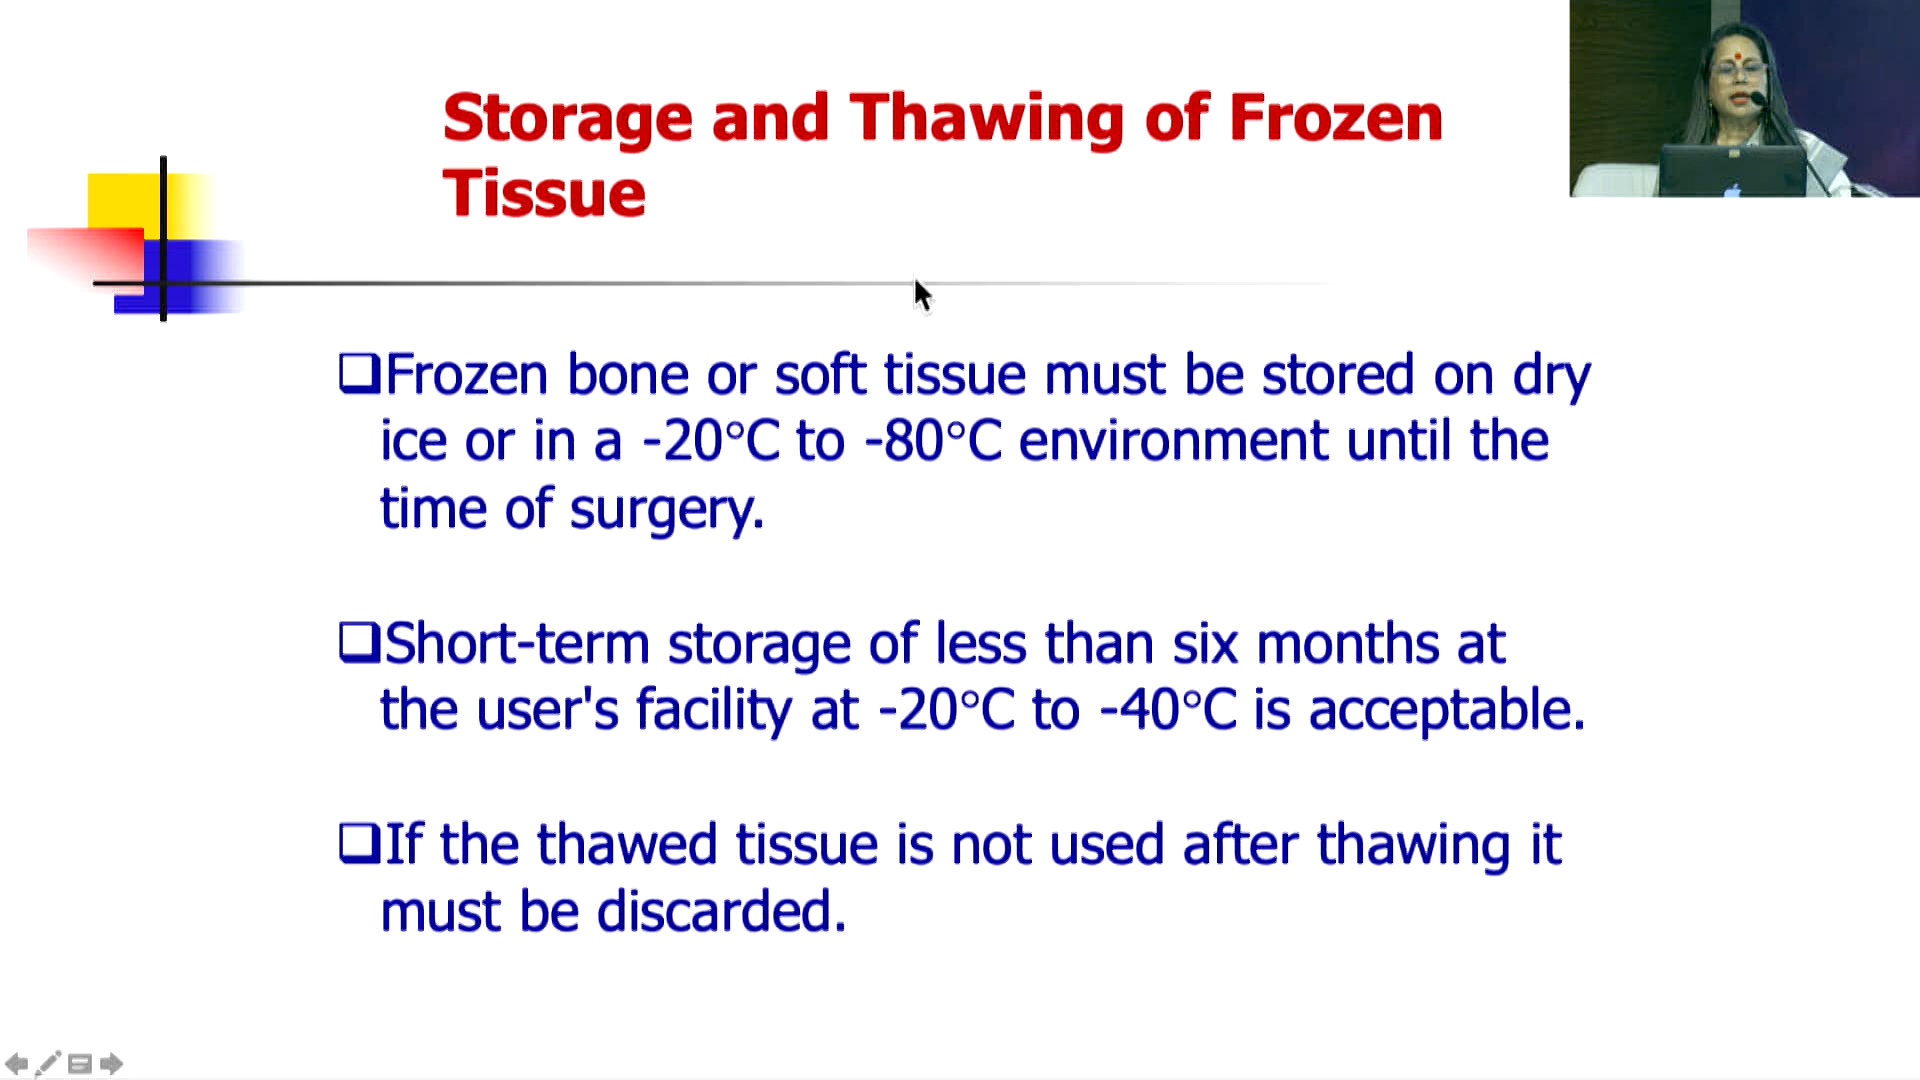 Storage and Thawing of Frozen
Tissue
❑Frozen bone or soft tissue must be stored on dry
ice or in a -20°C to -80°C environment until the
time of surgery.
❑Short-term storage of less than six months at
the user's facility at -20°C to -40°C is acceptable.
❑If the thawed tissue is not used after thawing it
must be discarded.